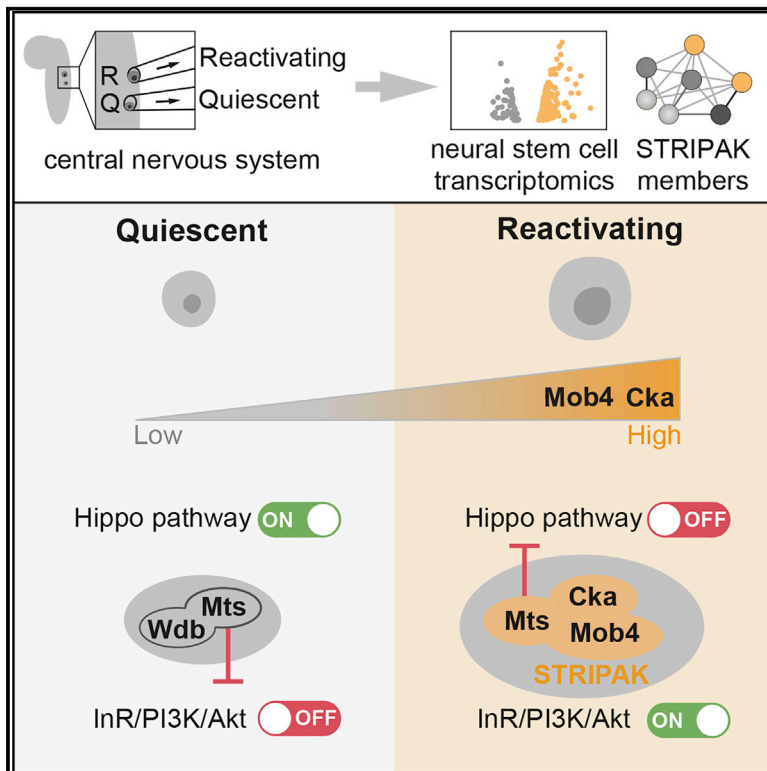 R
Q
Reactivating
Quiescent
central nervous system
neural stem cell
transcriptomics
STRIPAK
members
Quiescent
Reactivating
Mob4 Cka
Low
High
Hippo pathway ON
Hippo pathway OFF
Mts
Wdb
Cka
Mts
Mob4
STRIPAK
InR/PI3K/Akt OFF
InR/PI3K/Akt ON